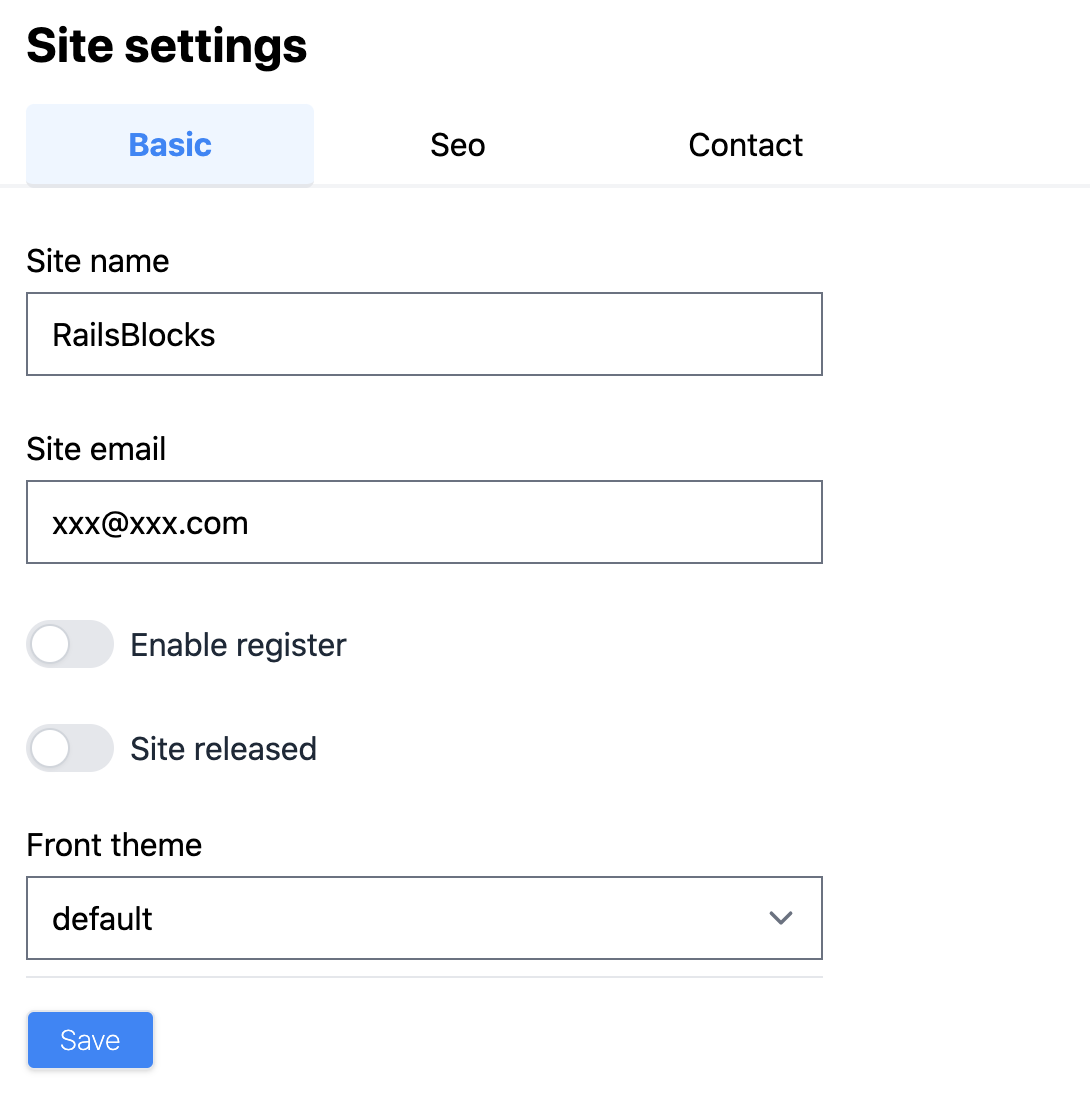 Site settings
Basic Seo Contact
Site name
RailsBlocks
Site email
xxx@xxx.com
Enable register
Site released
Front theme
default
Save